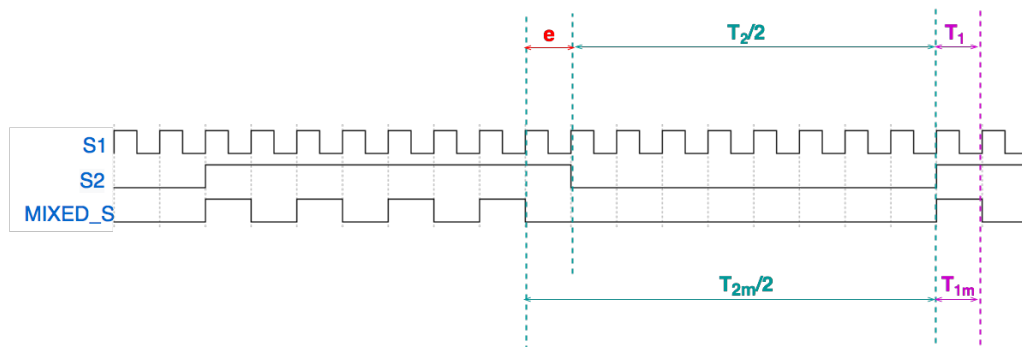 e
T₂/2
T₁
S1
S2
MIXED_S
T₂ₘ/2
T₁ₘ